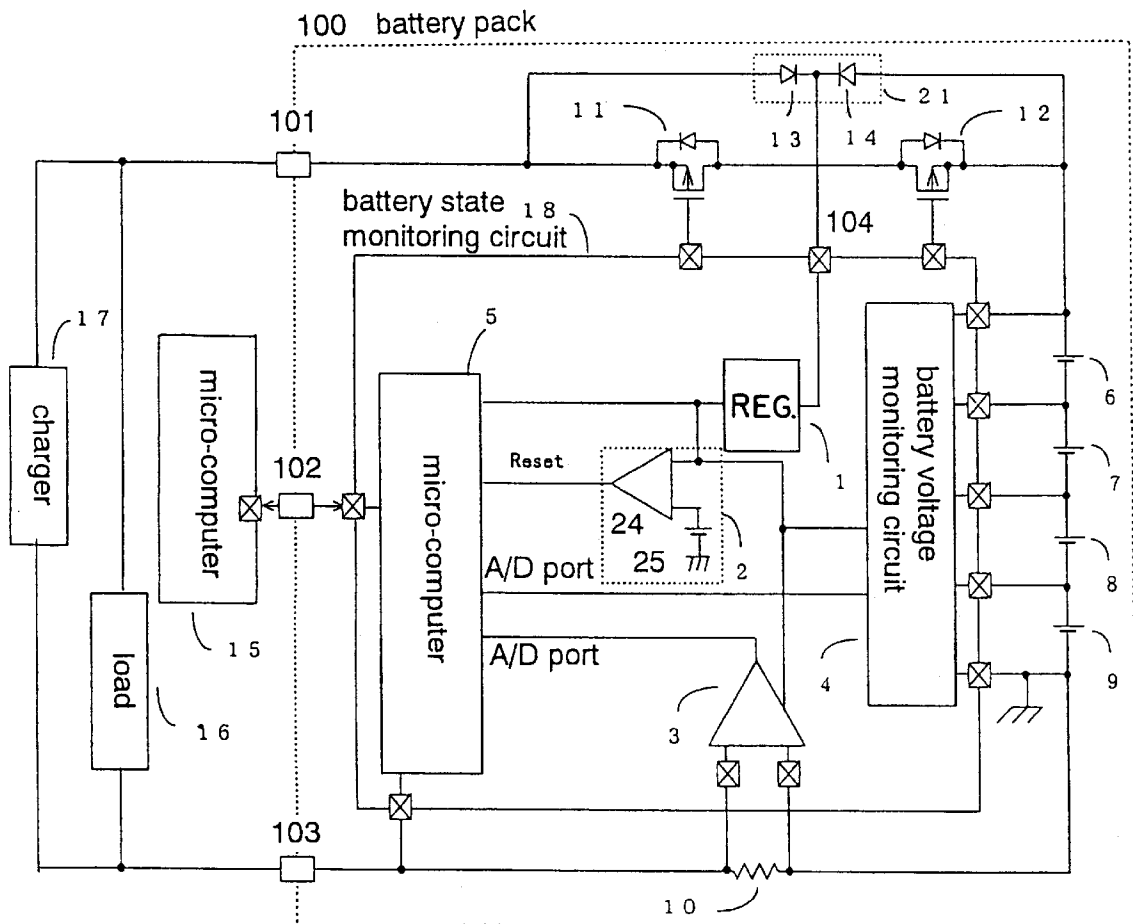 100 battery pack
101
11
13
14
21
12
battery state
monitoring circuit
18
104
17
5
charger
micro-computer
102
micro-computer
Reset
REG.
1
battery voltage
monitoring circuit
6
7
24
25
2
8
A/D port
15
load
A/D port
4
9
16
3
103
10